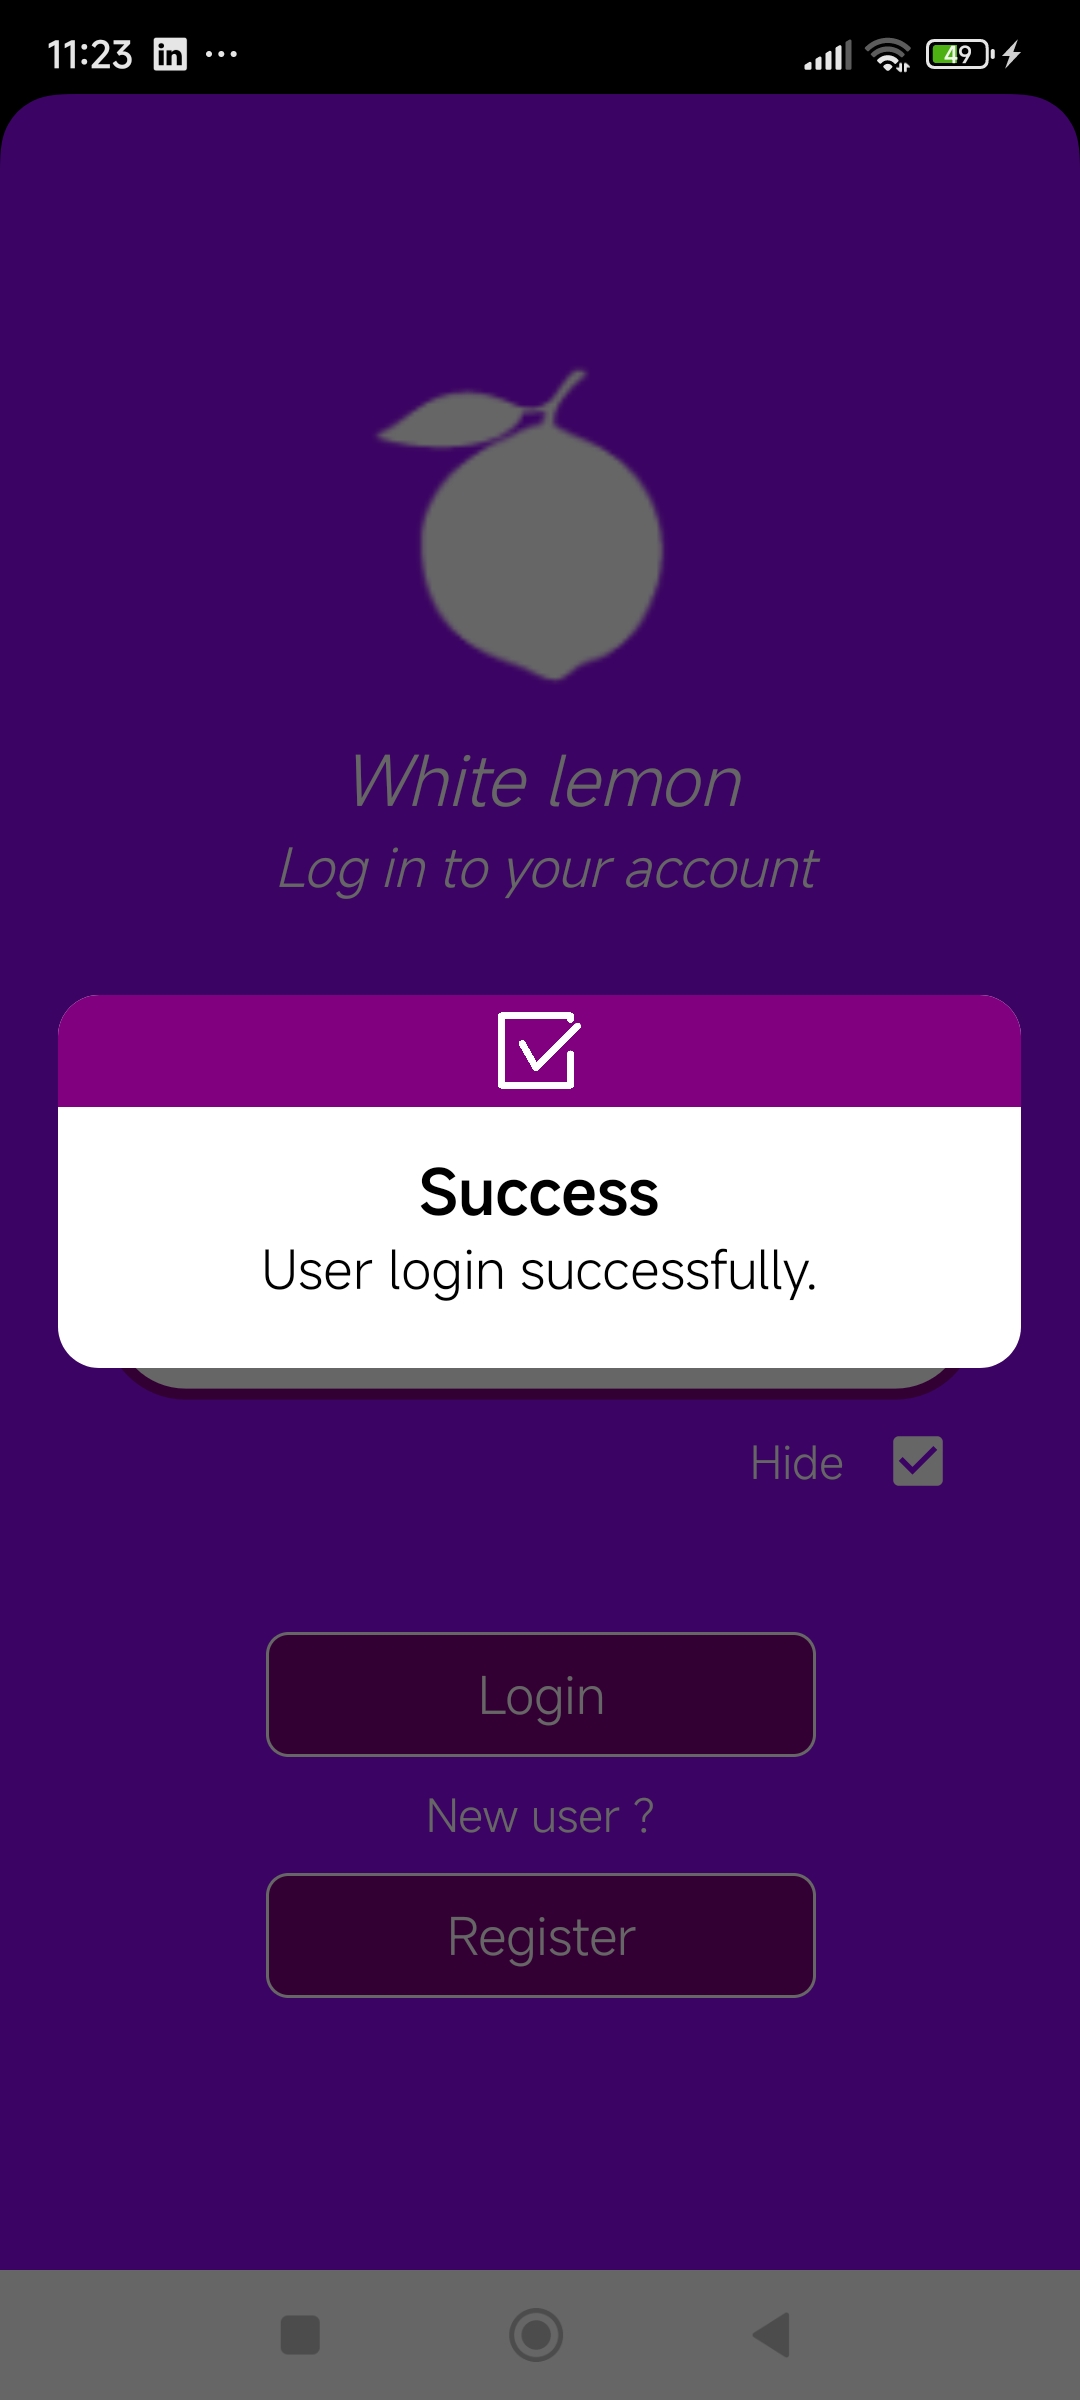 11:23
49
White lemon
Log in to your account
Success
User login successfully.
Hide
Login
New user ?
Register